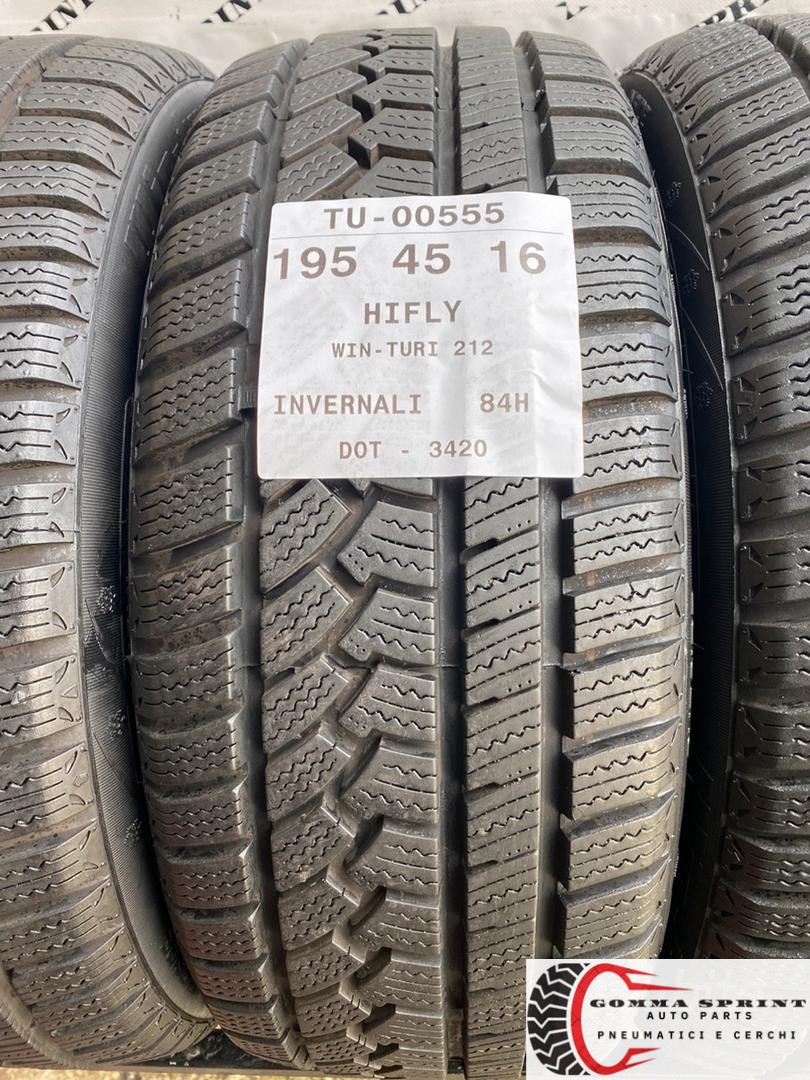 TU-00555
195 45 16
HIFLY
WIN-TURI 212
INVERNALI 84H
DOT - 3420
GOMMA SPRINT
AUTO PARTS
PNEUMATICI E CERCHI